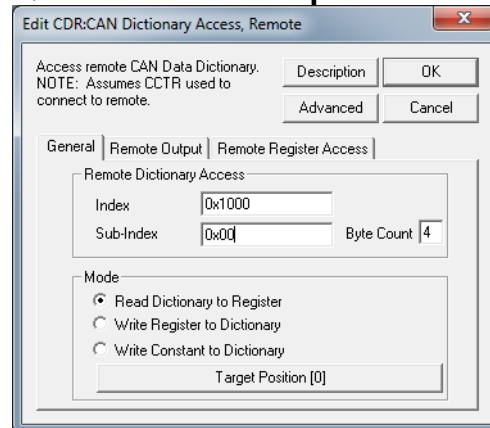 Edit CDR:CAN Dictionary Access, Remote
Access remote CAN Data Dictionary.
NOTE: Assumes CCTR used to
connect to remote.
Description
OK
Advanced
Cancel
General
Remote Output
Remote Register Access
Remote Dictionary Access
Index
0x1000
Sub-Index
0x00
Byte Count
4
Mode
Read Dictionary to Register
Write Register to Dictionary
Write Constant to Dictionary
Target Position [0]